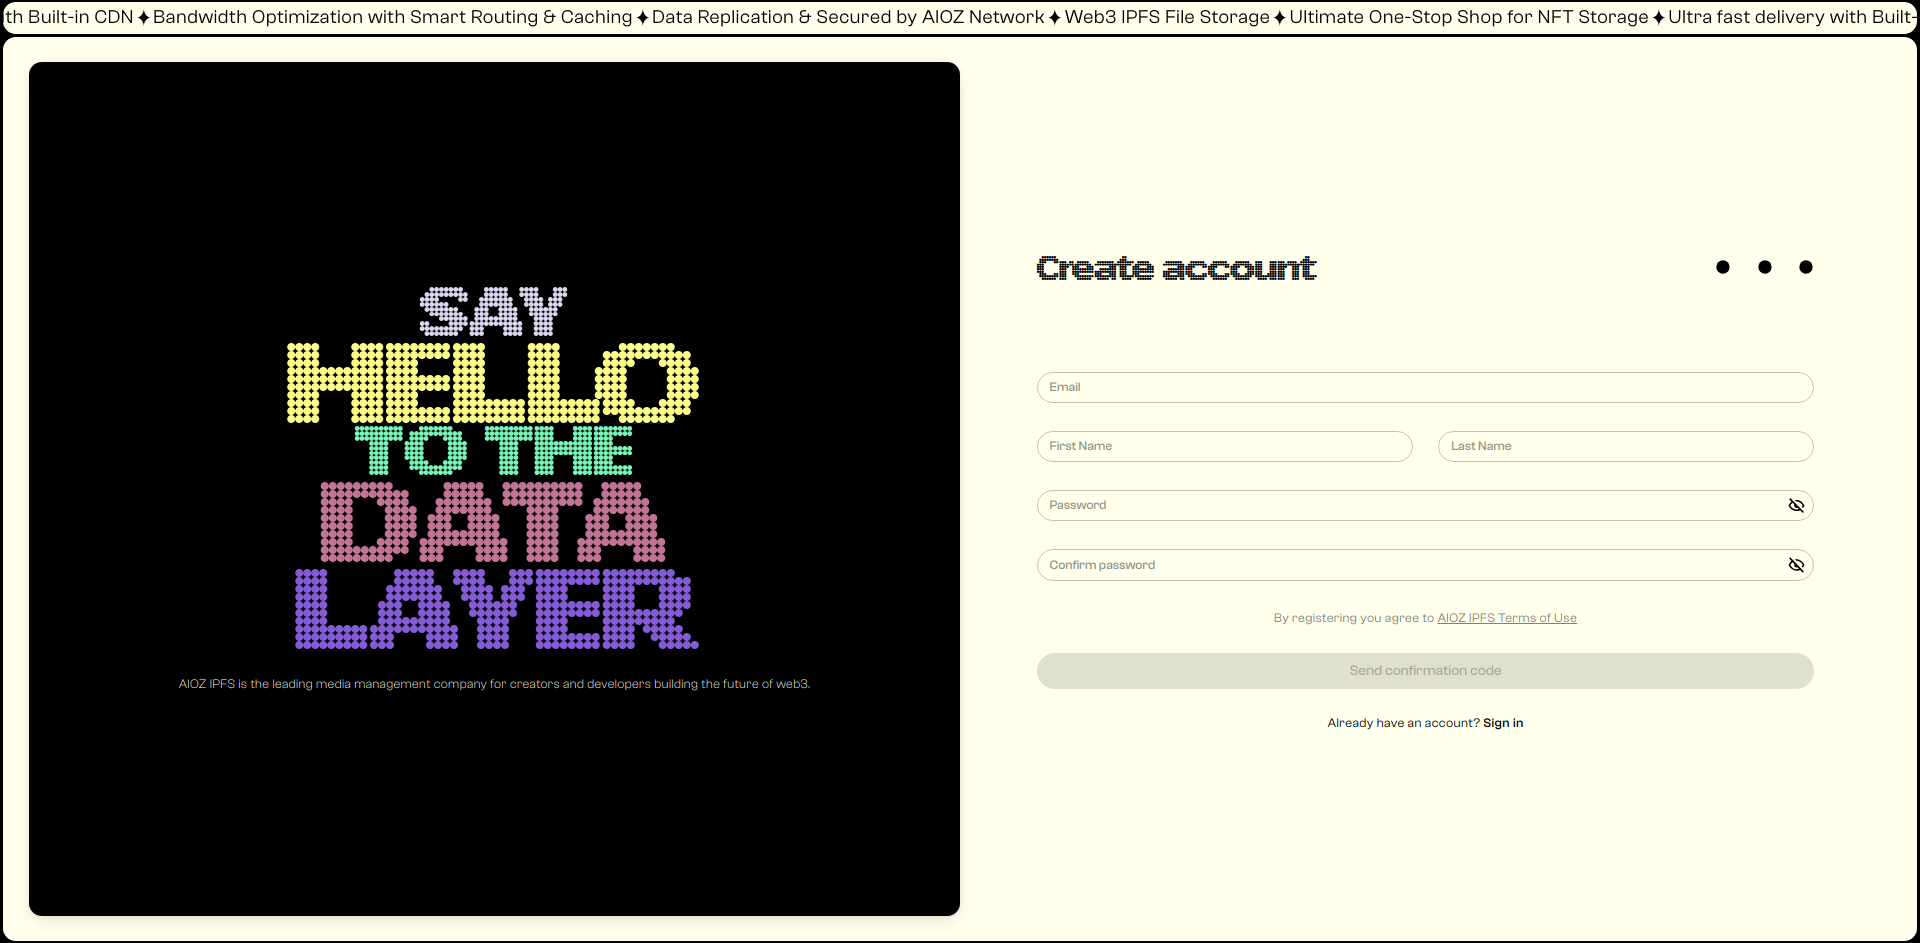 th Built-in CDN ✦ Bandwidth Optimization with Smart Routing & Caching ✦ Data Replication & Secured by AIOZ Network ✦ Web3 IPFS File Storage ✦ Ultimate One-Stop Shop for NFT Storage ✦ Ultra fast delivery with Built-
SAY
HELLO
TO THE
DATA
LAYER
AIOZ IPFS is the leading media management company for creators and developers building the future of web3.
Create account
Email
First Name
Last Name
Password
Confirm password
By registering you agree to AIOZ IPFS Terms of Use
Send confirmation code
Already have an account? Sign in